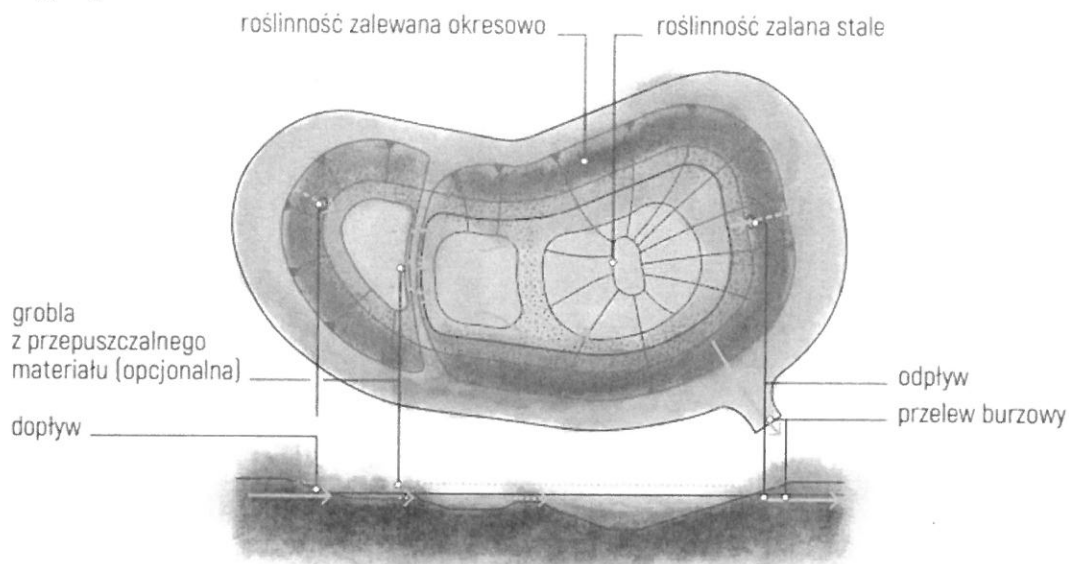 roślinność zalewana okresowo
roślinność zalana stale
grobla
z przepuszczalnego
materiału (opcjonalna)
dopływ
odpływ
przelew burzowy